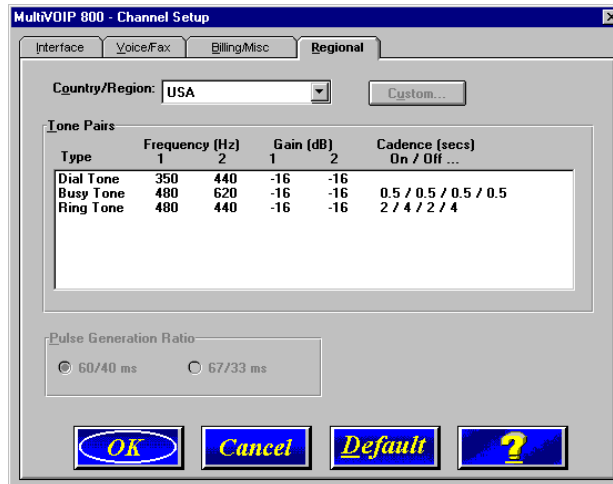 MultiVOIP 800 - Channel Setup
Interface Voice/Fax Billing/Misc Regional
Country/Region: USA Custom...
Tone Pairs
Frequency (Hz) Gain (dB) Cadence (secs)
Type 1 2 1 2 On / Off ...
Dial Tone 350 440 -16 -16
Busy Tone 480 620 -16 -16 0.5 / 0.5 / 0.5 / 0.5
Ring Tone 480 440 -16 -16 2 / 4 / 2 / 4
Pulse Generation Ratio
60/40 ms 67/33 ms
OK Cancel Default ?